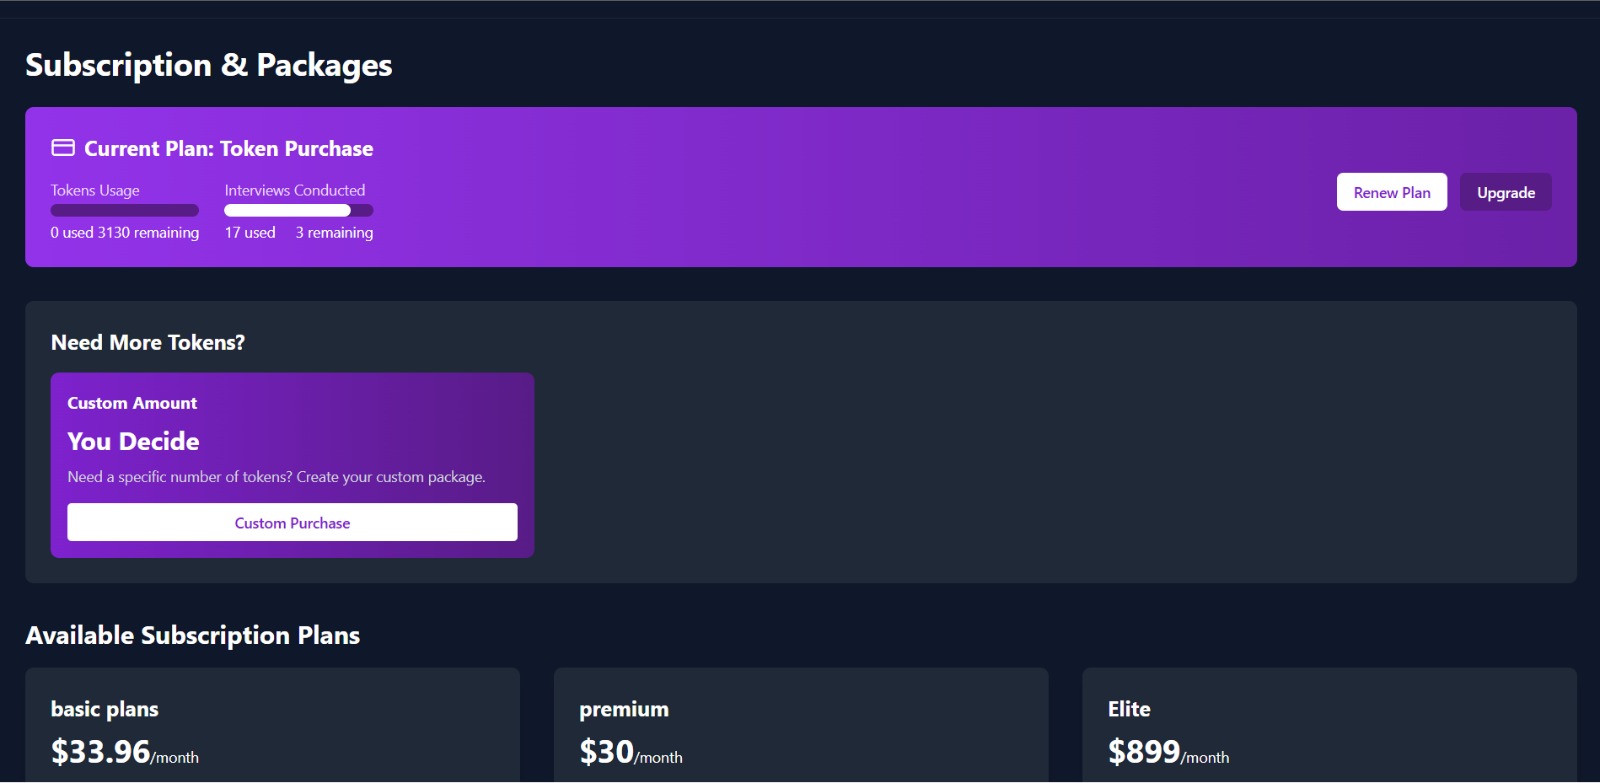 Subscription & Packages
Current Plan: Token Purchase
Tokens Usage
0 used 3130 remaining
Interviews Conducted
17 used 3 remaining
Renew Plan
Upgrade
Need More Tokens?
Custom Amount
You Decide
Need a specific number of tokens? Create your custom package.
Custom Purchase
Available Subscription Plans
basic plans
$33.96/month
premium
$30/month
Elite
$899/month